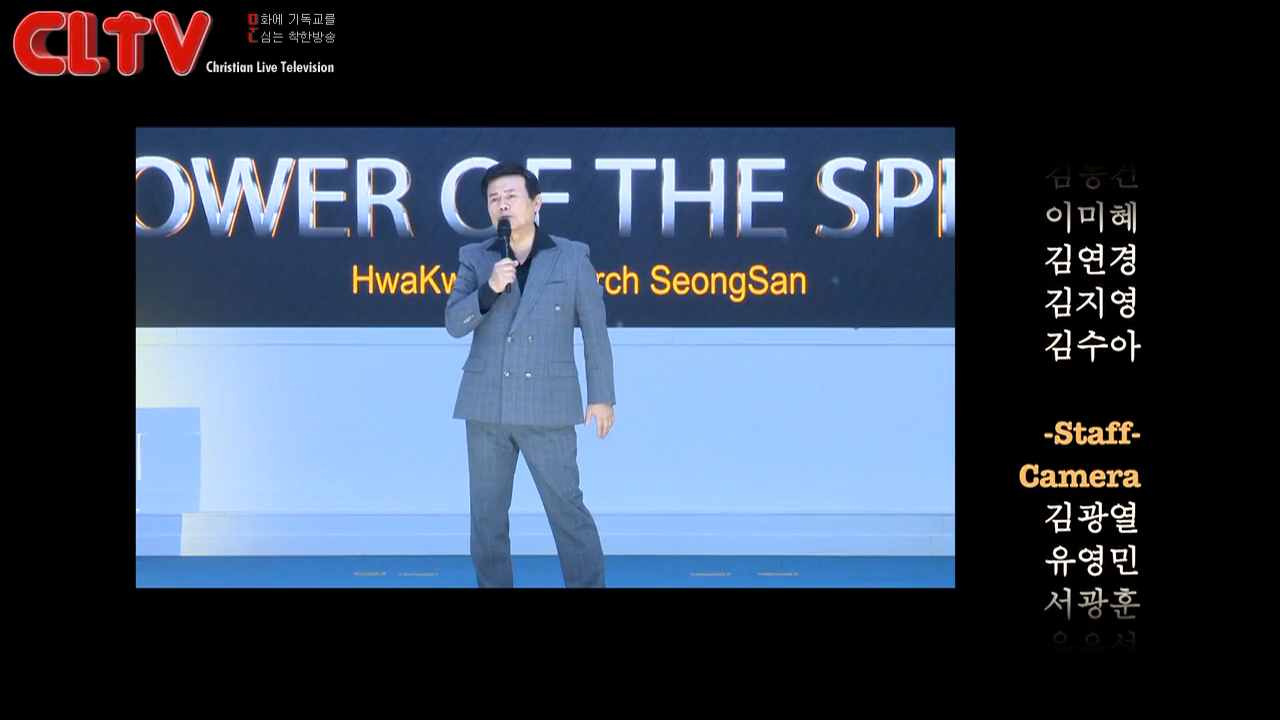 CLTV
문화에 기독교를
심는 착한방송
Christian Live Television
OWER OF THE SPI
HwaKw rch SeongSan
이미혜
김연경
김지영
김수아
-Staff-
Camera
김광열
유영민
서광훈